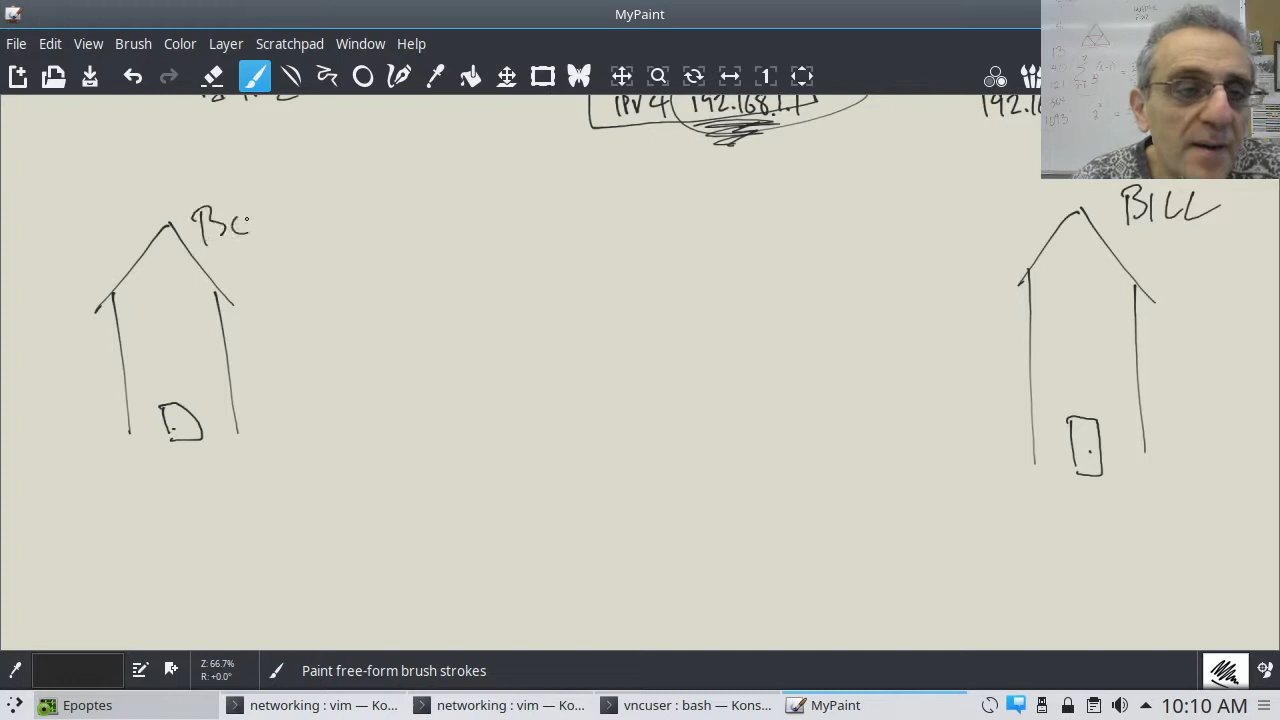 MyPaint
File Edit View Brush Color Layer Scratchpad Window Help
IPv4 192.168.1.1
192.16
BILL
Z: 66.7%
R: +0.0°
Paint free-form brush strokes
Epoptes
networking : vim — Ko...
networking : vim — Ko...
vncuser : bash — Kons...
MyPaint
10:10 AM